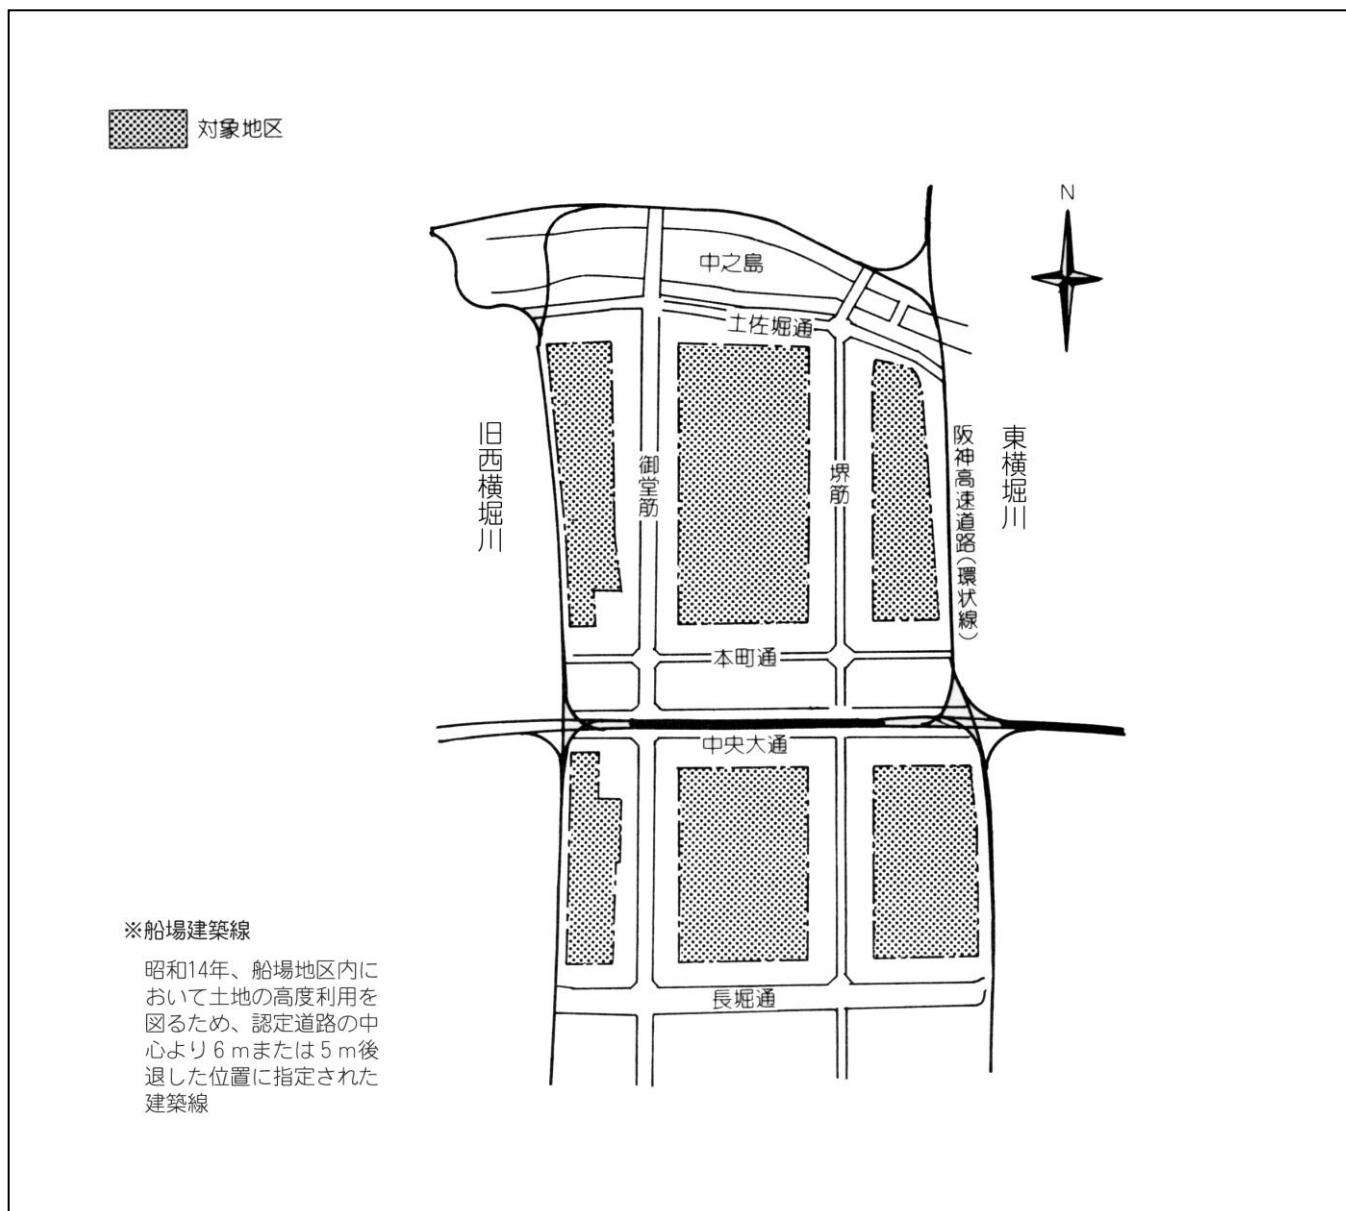 対象地区
N
中之島
土佐堀通
旧西横堀川
御堂筋
堺筋
阪神高速道路(環状線)
東横堀川
本町通
中央大通
長堀通
※船場建築線
昭和14年、船場地区内に
おいて土地の高度利用を
図るため、認定道路の中
心より6mまたは5m後
退した位置に指定された
建築線